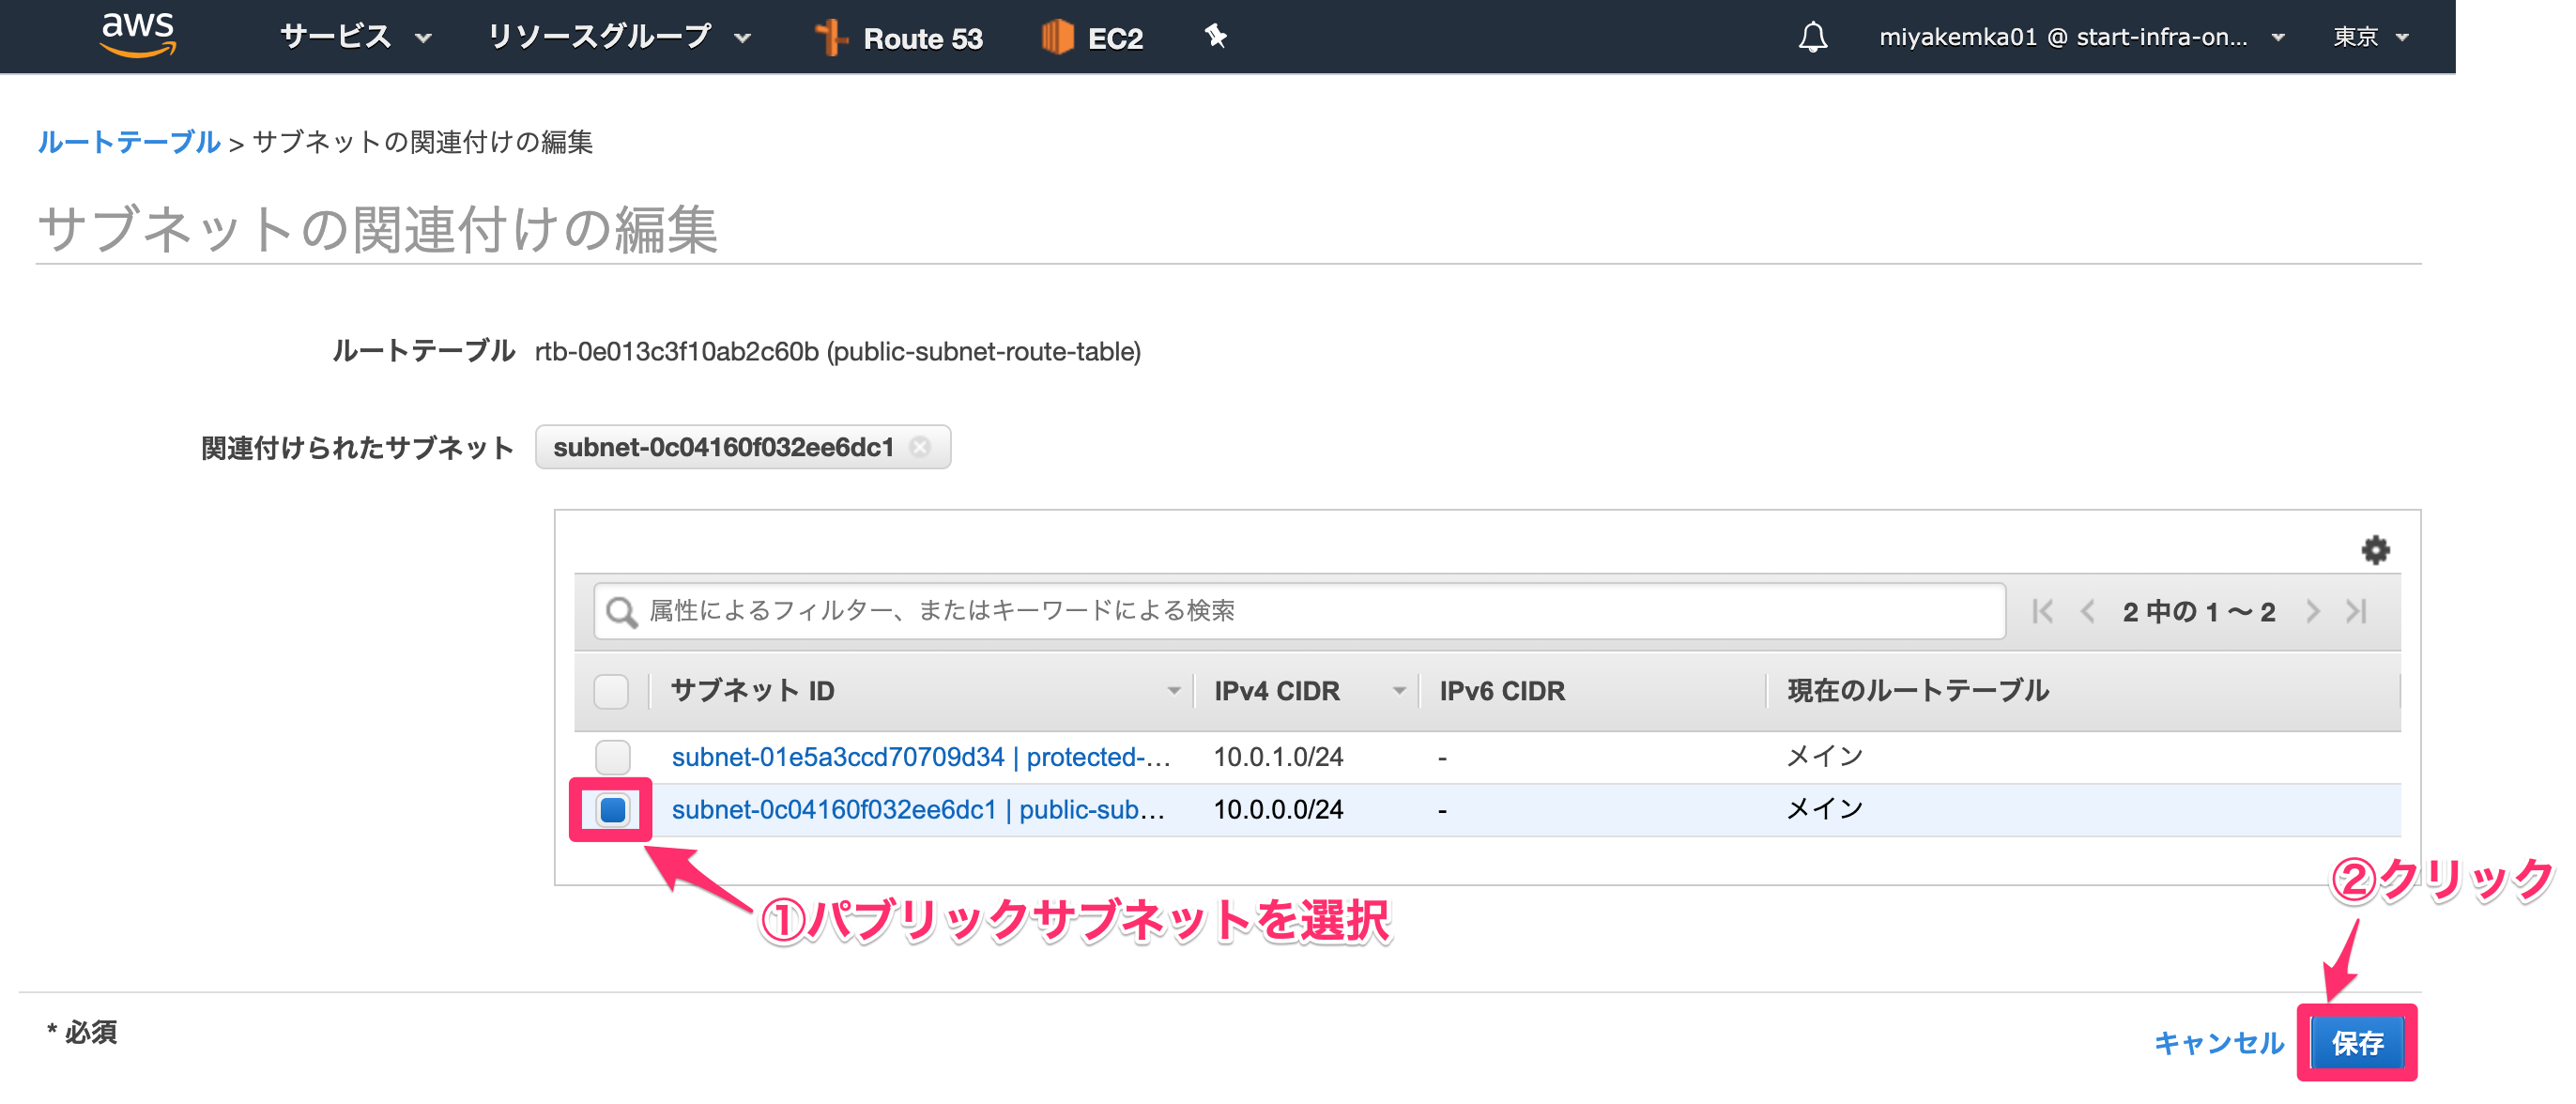 aws サービス リソースグループ Route 53 EC2 miyakemka01 @ start-infra-on... 東京
ルートテーブル > サブネットの関連付けの編集
サブネットの関連付けの編集
ルートテーブル rtb-0e013c3f10ab2c60b (public-subnet-route-table)
関連付けられたサブネット subnet-0c04160f032ee6dc1
属性によるフィルター、またはキーワードによる検索 2 中の 1 ～ 2
サブネット ID IPv4 CIDR IPv6 CIDR 現在のルートテーブル
subnet-01e5a3ccd70709d34 | protected-... 10.0.1.0/24 - メイン
subnet-0c04160f032ee6dc1 | public-sub... 10.0.0.0/24 - メイン
①パブリックサブネットを選択
②クリック
* 必須
キャンセル 保存